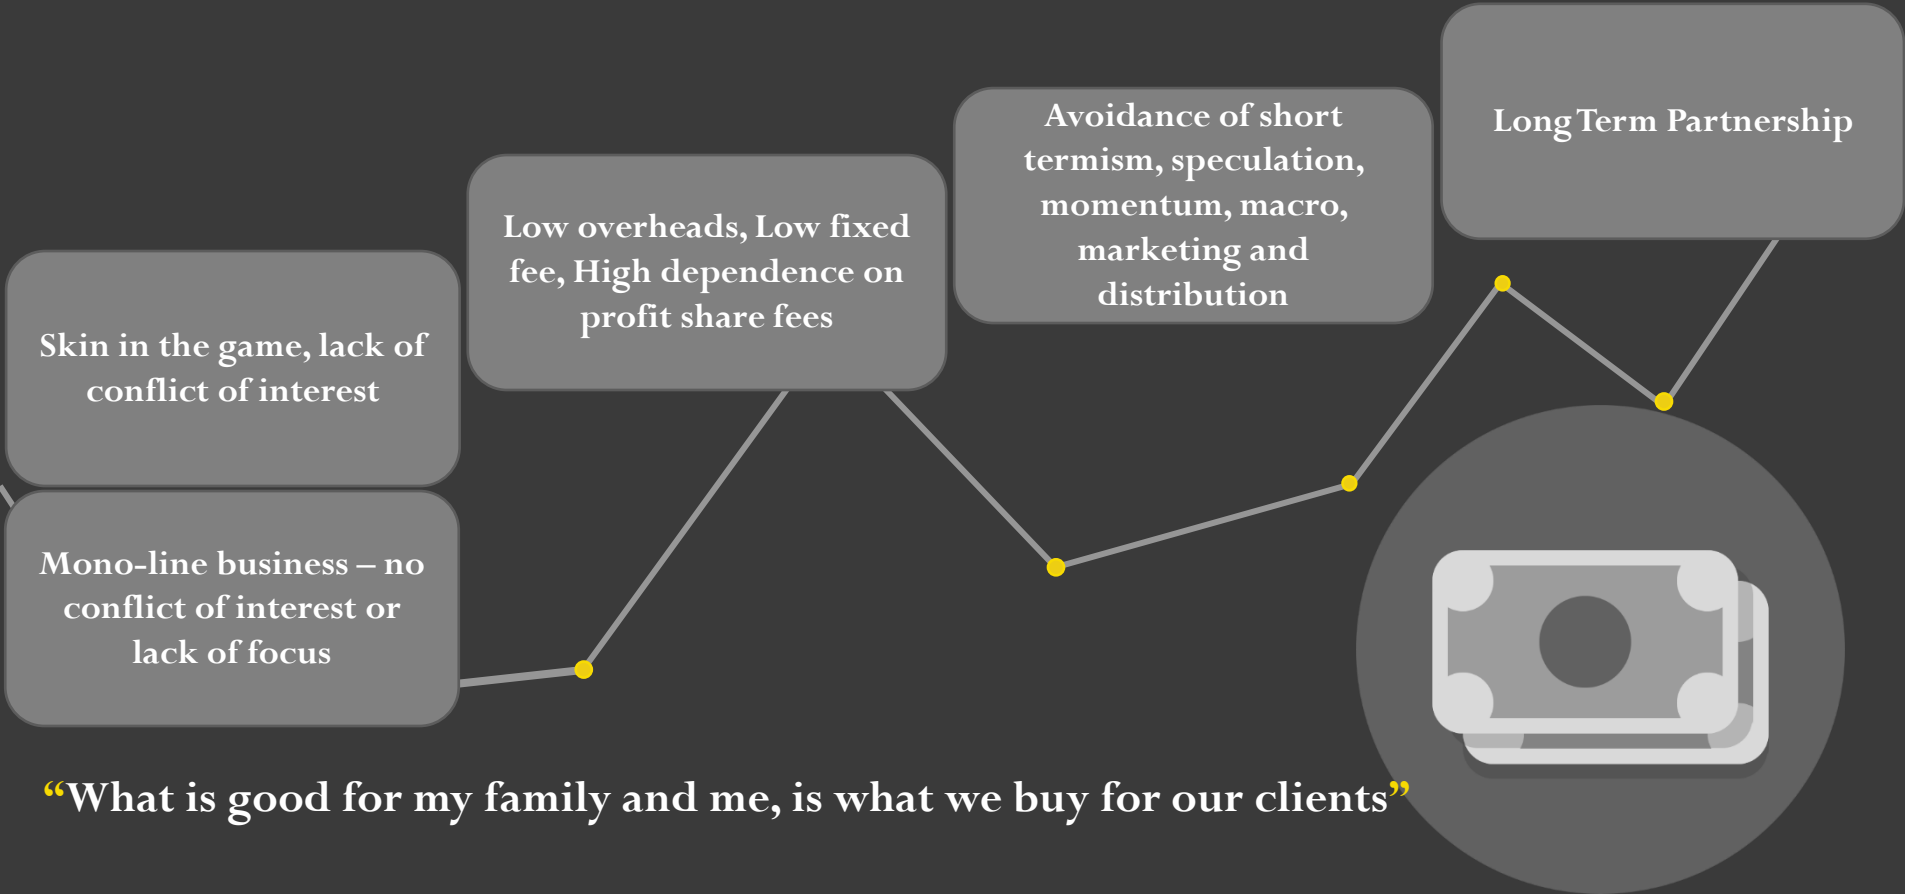 Skin in the game, lack of
conflict of interest
Mono-line business – no
conflict of interest or
lack of focus
Low overheads, Low fixed
fee, High dependence on
profit share fees
Avoidance of short
termism, speculation,
momentum, macro,
marketing and
distribution
Long Term Partnership
“What is good for my family and me, is what we buy for our clients”